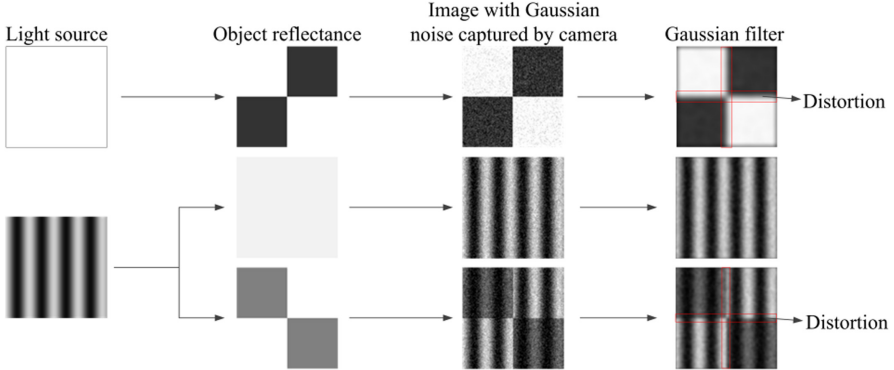 Light source
Object reflectance
Image with Gaussian
noise captured by camera
Gaussian filter
Distortion
Distortion